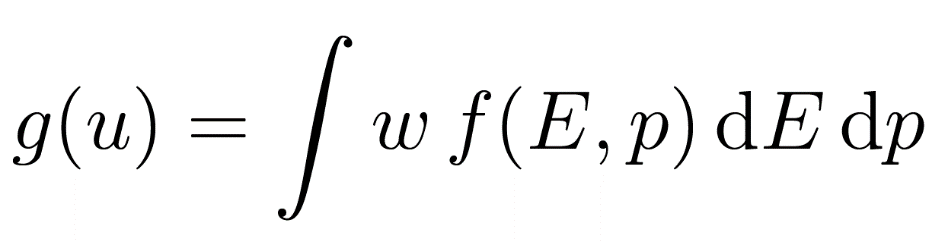 g(u) = ∫ w f(E, p) dE dp